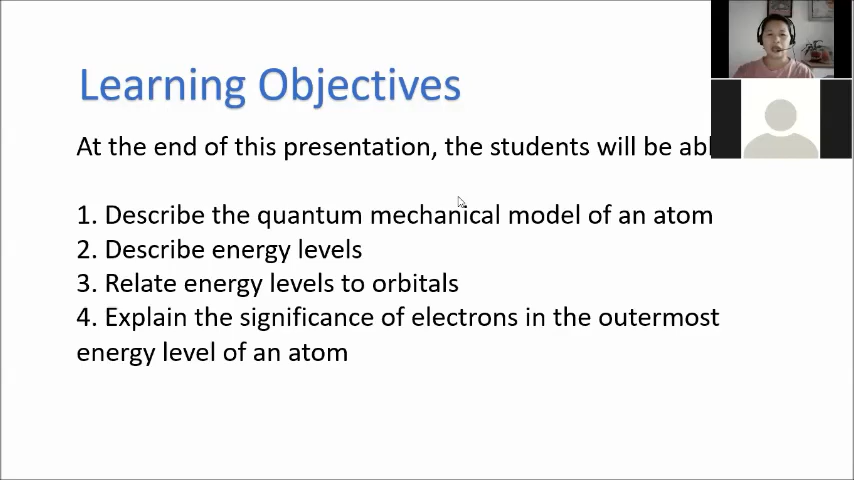 Learning Objectives
At the end of this presentation, the students will be
1. Describe the quantum mechanical model of an atom
2. Describe energy levels
3. Relate energy levels to orbitals
4. Explain the significance of electrons in the outermost
energy level of an atom